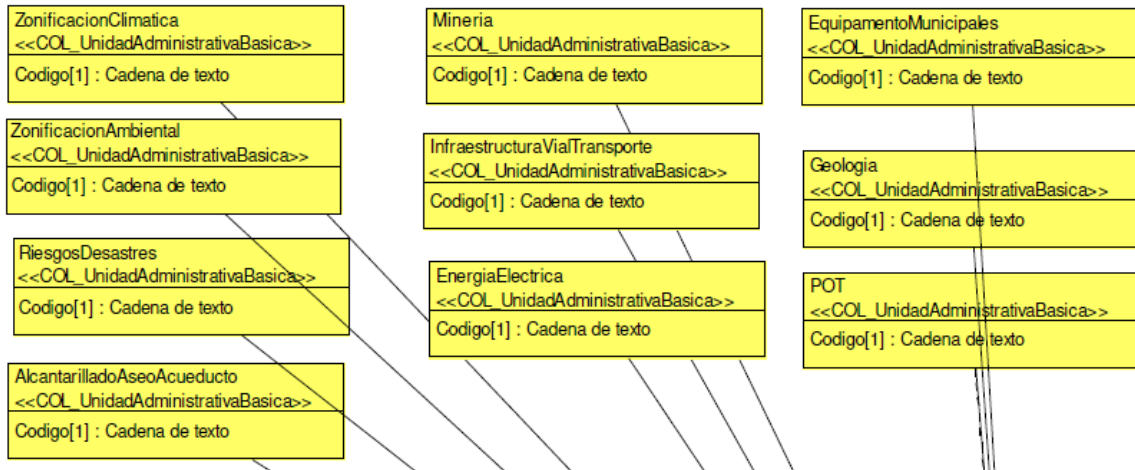 ZonificacionClimatica
<<COL_UnidadAdministrativaBasica>>
Codigo[1] : Cadena de texto
ZonificacionAmbiental
<<COL_UnidadAdministrativaBasica>>
Codigo[1] : Cadena de texto
RiesgosDesastres
<<COL_UnidadAdministrativaBasica>>
Codigo[1] : Cadena de texto
AlcantarilladoAseoAcueducto
<<COL_UnidadAdministrativaBasica>>
Codigo[1] : Cadena de texto
Mineria
<<COL_UnidadAdministrativaBasica>>
Codigo[1] : Cadena de texto
InfraestructuraVialTransporte
<<COL_UnidadAdministrativaBasica>>
Codigo[1] : Cadena de texto
EnergiaElectrica
<<COL_UnidadAdministrativaBasica>>
Codigo[1] : Cadena de texto
EquipamentoMunicipales
<<COL_UnidadAdministrativaBasica>>
Codigo[1] : Cadena de texto
Geologia
<<COL_UnidadAdministrativaBasica>>
Codigo[1] : Cadena de texto
POT
<<COL_UnidadAdministrativaBasica>>
Codigo[1] : Cadena de texto